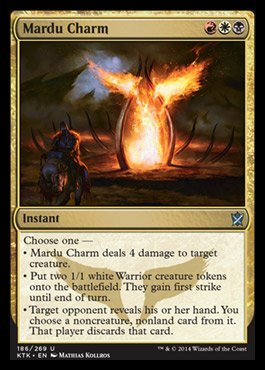 Mardu Charm
Instant
Choose one —
• Mardu Charm deals 4 damage to target
creature.
• Put two 1/1 white Warrior creature tokens
onto the battlefield. They gain first strike
until end of turn.
• Target opponent reveals his or her hand. You
choose a noncreature, nonland card from it.
That player discards that card.
186/269 U
KTK • EN MATHIAS KOLLROS
™ & © 2014 Wizards of the Coast